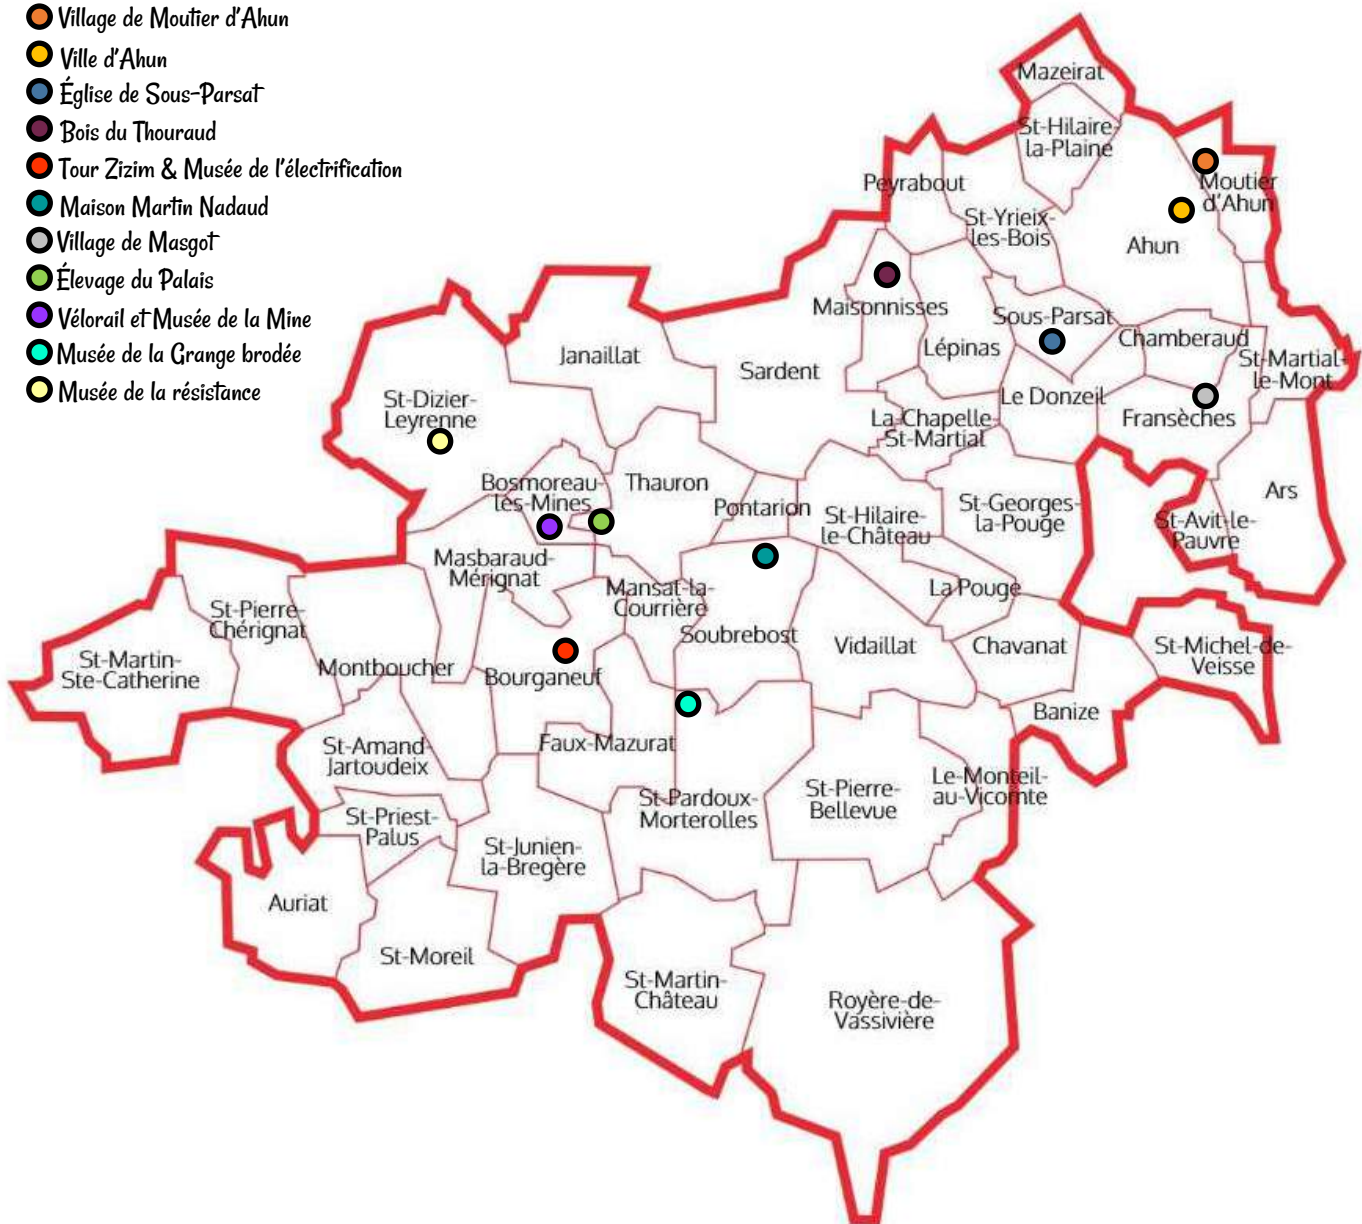 Village de Moutier d'Ahun
Ville d'Ahun
Église de Sous-Parsat
Bois du Thouraud
Tour Zizim & Musée de l'électrification
Maison Martin Nadaud
Village de Masgot
Élevage du Palais
Vélorail et Musée de la Mine
Musée de la Grange brodée
Musée de la résistance
Mazeirat
St-Hilaire-
la-Plaine
Peyrabout
Moutier
d'Ahun
St-Yrieix-
les-Bois
Ahun
Maisonnisses
Sous-Parsat
Chamberaud
Lépinas
St-Martial-
le-Mont
Janaillat
Sardent
St-Dizier-
Leyrenne
Le Donzeil
La Chapelle-
St-Martial
Fransèches
Bosmoreau-
les-Mines
Thauron
Pontarion
St-Hilaire-
le-Château
St-Georges-
la-Pouge
Ars
St-Avit-le-
Pauvre
Masbaraud-
Mérignat
Mansat-la-
Courrière
La Pouge
St-Pierre-
Chérignat
Soubrebost
Vidaillat
Chavanat
St-Michel-de-
Veisse
St-Martin-
Ste-Catherine
Montboucher
Bourganeuf
Banize
St-Amand-
Jartoudeix
Faux-Mazurat
St-Pardoux-
Morterolles
St-Pierre-
Bellevue
Le-Monteil-
au-Vicomte
St-Priest-
Palus
St-Junien-
la-Bregère
Auriat
St-Moreil
St-Martin-
Château
Royère-de-
Vassivière